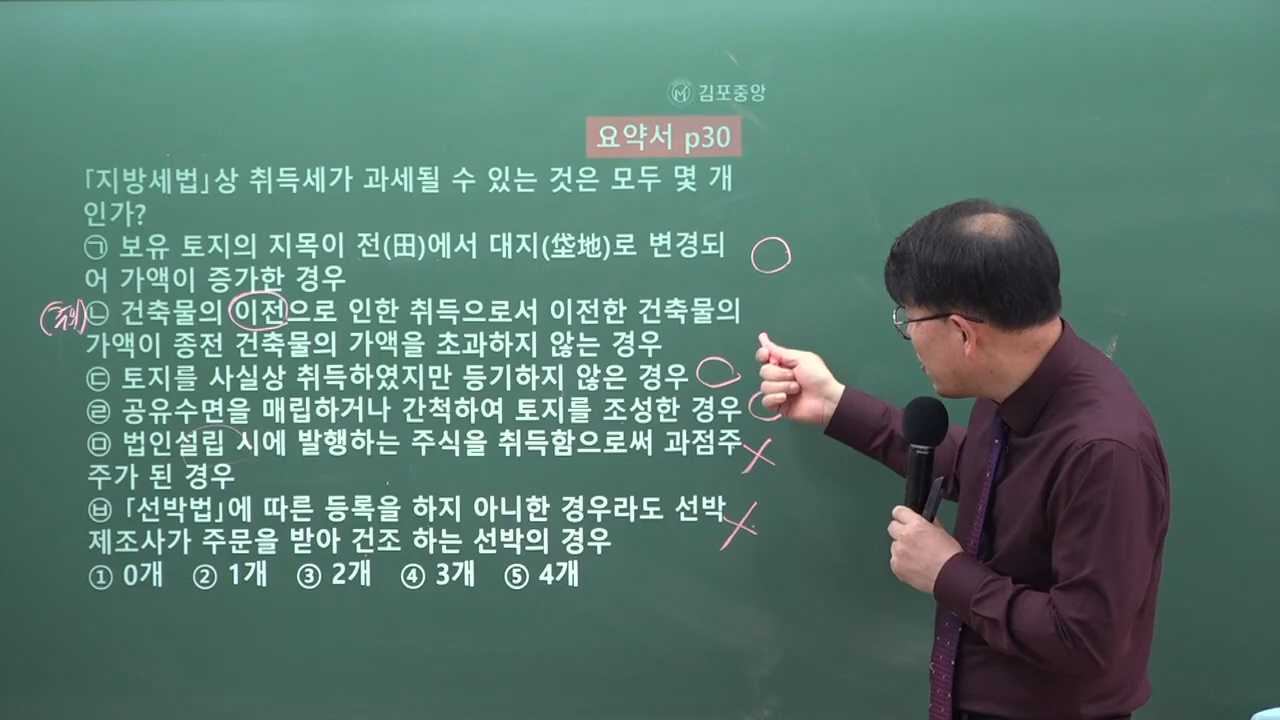 김포중앙
요약서 p30
「지방세법」상 취득세가 과세될 수 있는 것은 모두 몇 개
인가?
㉠ 보유 토지의 지목이 전(田)에서 대지(垈地)로 변경되
어 가액이 증가한 경우
(주의) ㉡ 건축물의 이전으로 인한 취득으로서 이전한 건축물의
가액이 종전 건축물의 가액을 초과하지 않는 경우
㉢ 토지를 사실상 취득하였지만 등기하지 않은 경우
㉣ 공유수면을 매립하거나 간척하여 토지를 조성한 경우
㉤ 법인설립 시에 발행하는 주식을 취득함으로써 과점주
주가 된 경우
㉥ 「선박법」에 따른 등록을 하지 아니한 경우라도 선박
제조사가 주문을 받아 건조 하는 선박의 경우
① 0개 ② 1개 ③ 2개 ④ 3개 ⑤ 4개